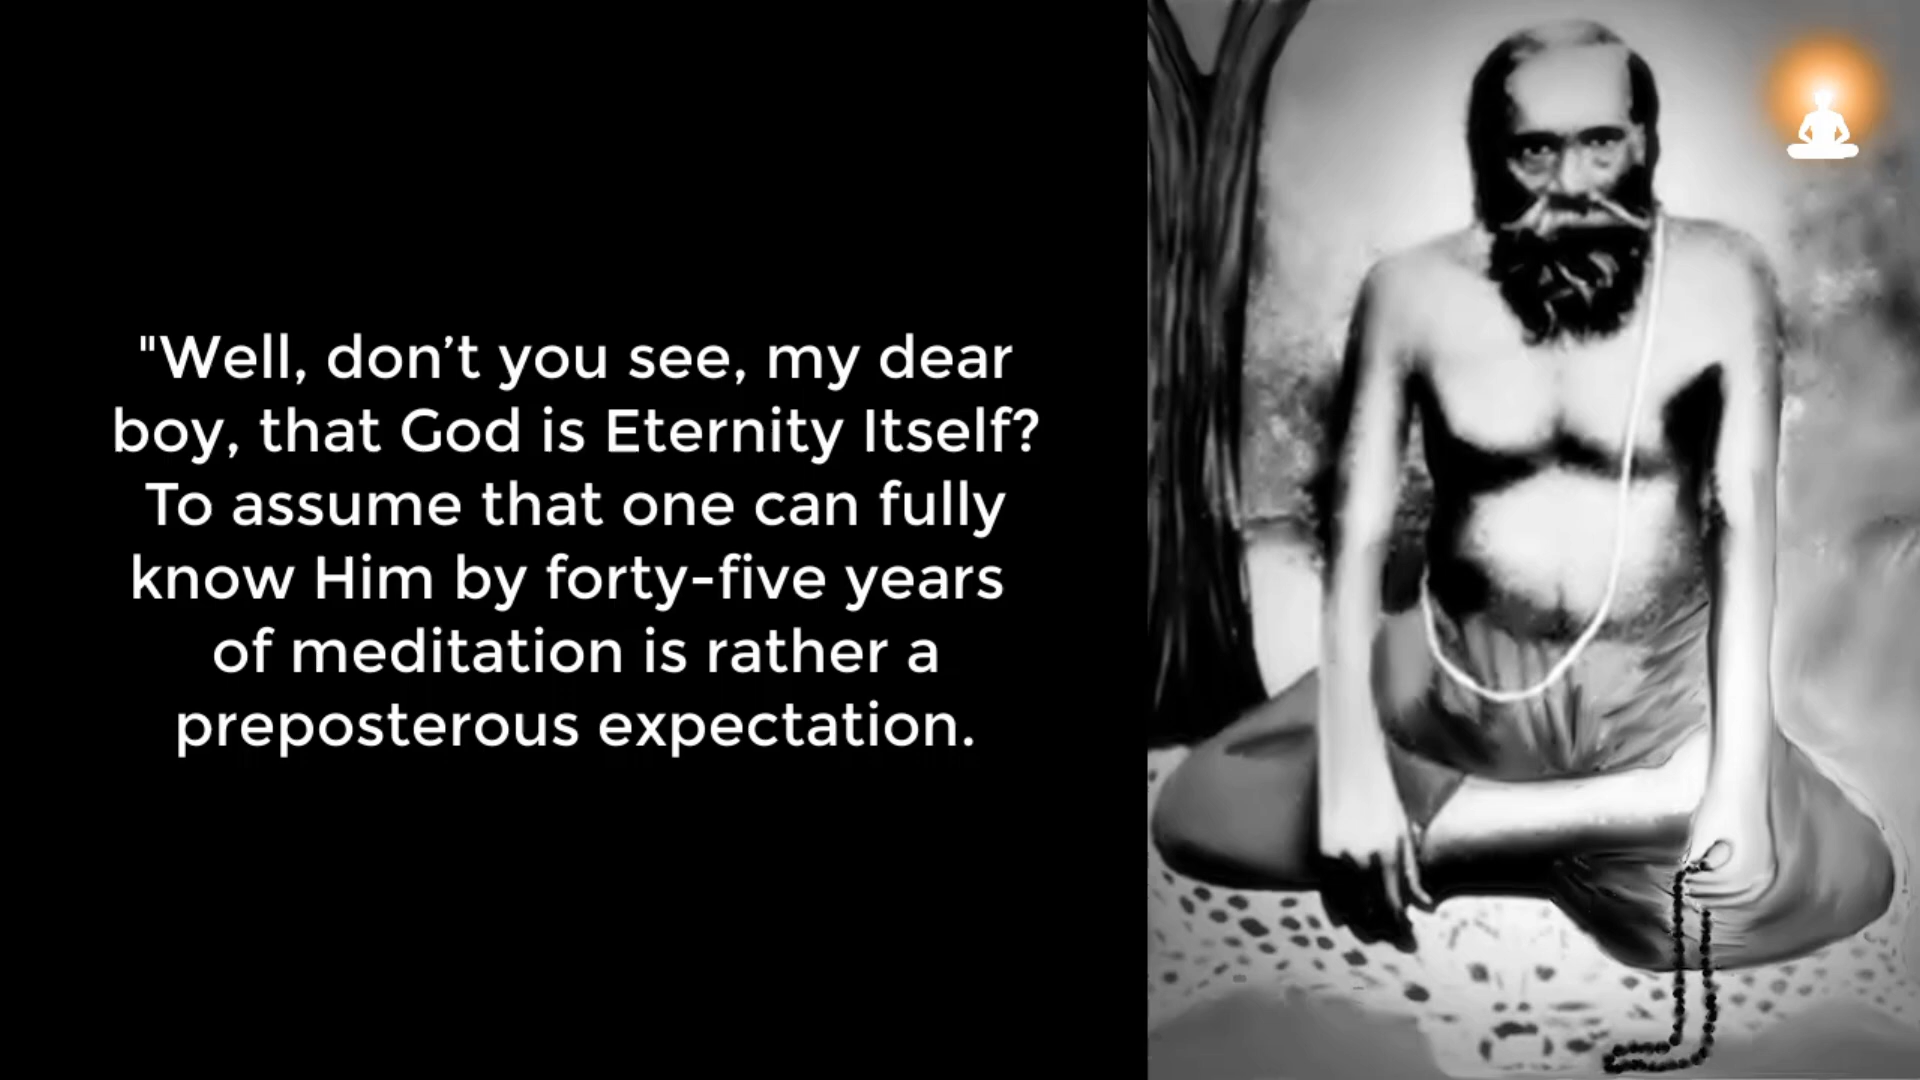 "Well, don’t you see, my dear
boy, that God is Eternity Itself?
To assume that one can fully
know Him by forty-five years
of meditation is rather a
preposterous expectation.